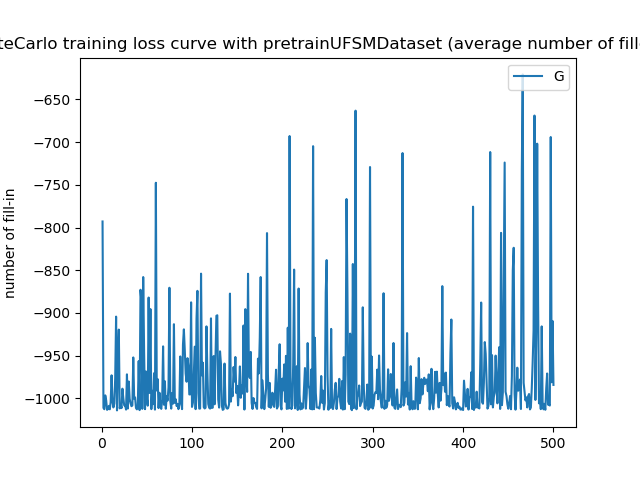 teCarlo training loss curve with pretrainUFSMDataset (average number of fill
G
number of fill-in
−650
−700
−750
−800
−850
−900
−950
−1000
0 100 200 300 400 500